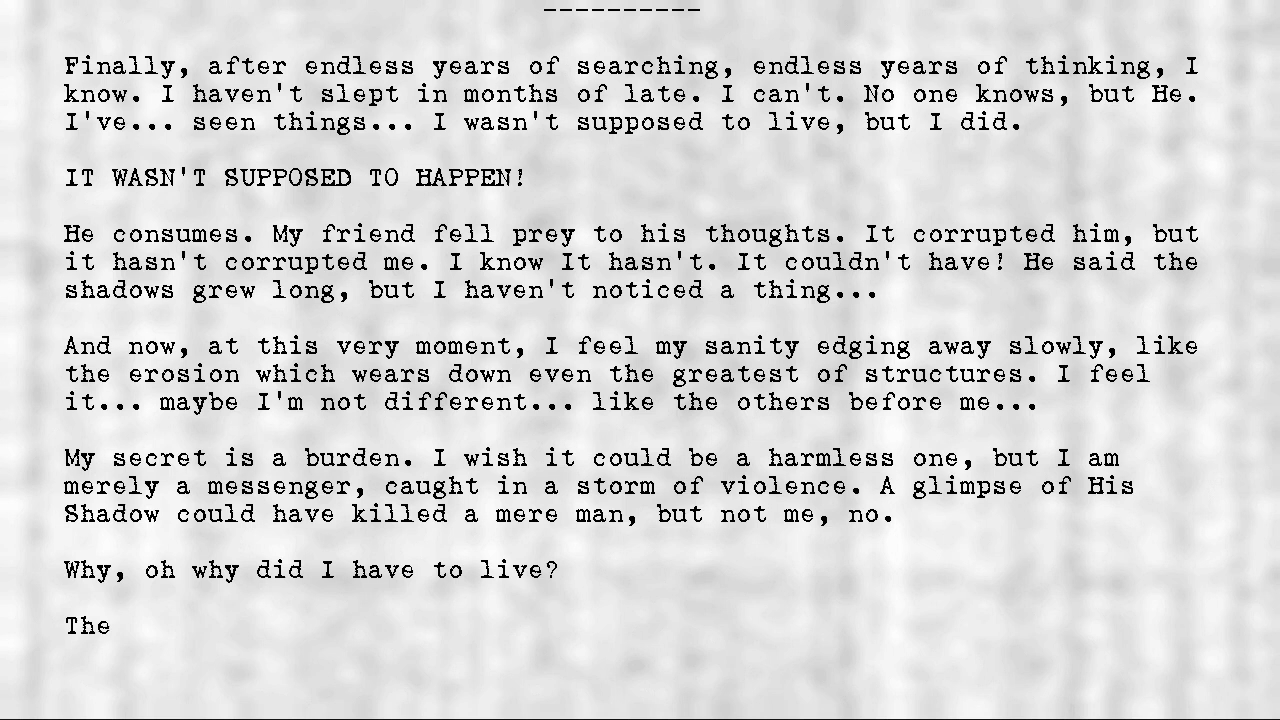 ----------
Finally, after endless years of searching, endless years of thinking, I
know. I haven't slept in months of late. I can't. No one knows, but He.
I've... seen things... I wasn't supposed to live, but I did.
IT WASN'T SUPPOSED TO HAPPEN!
He consumes. My friend fell prey to his thoughts. It corrupted him, but
it hasn't corrupted me. I know It hasn't. It couldn't have! He said the
shadows grew long, but I haven't noticed a thing...
And now, at this very moment, I feel my sanity edging away slowly, like
the erosion which wears down even the greatest of structures. I feel
it... maybe I'm not different... like the others before me...
My secret is a burden. I wish it could be a harmless one, but I am
merely a messenger, caught in a storm of violence. A glimpse of His
Shadow could have killed a mere man, but not me, no.
Why, oh why did I have to live?
The